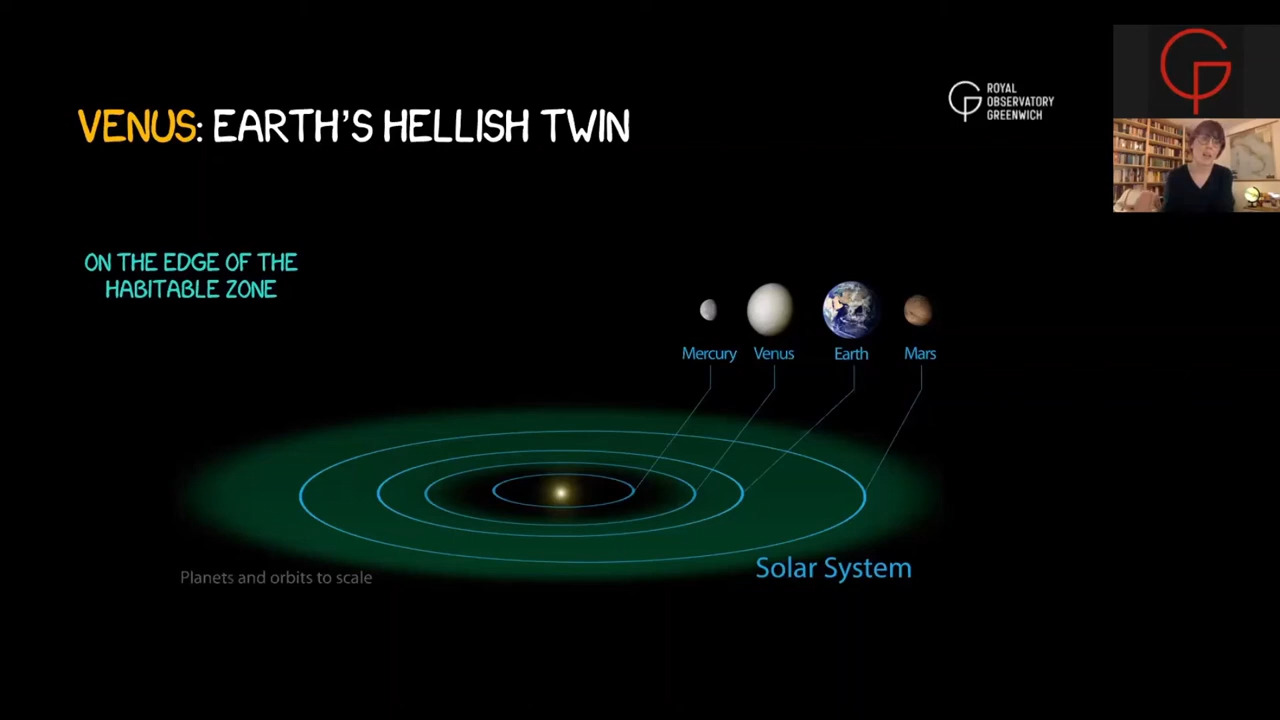 VENUS: EARTH'S HELLISH TWIN
ROYAL
OBSERVATORY
GREENWICH
ON THE EDGE OF THE
HABITABLE ZONE
Mercury
Venus
Earth
Mars
Solar System
Planets and orbits to scale